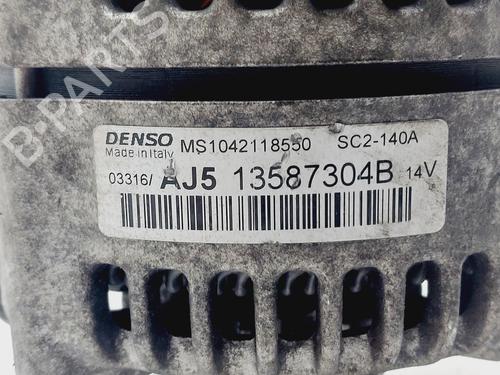 B-PARTS
DENSO MS1042118550 SC2-140A
Made in Italy
03316/ AJ5 13587304B 14V